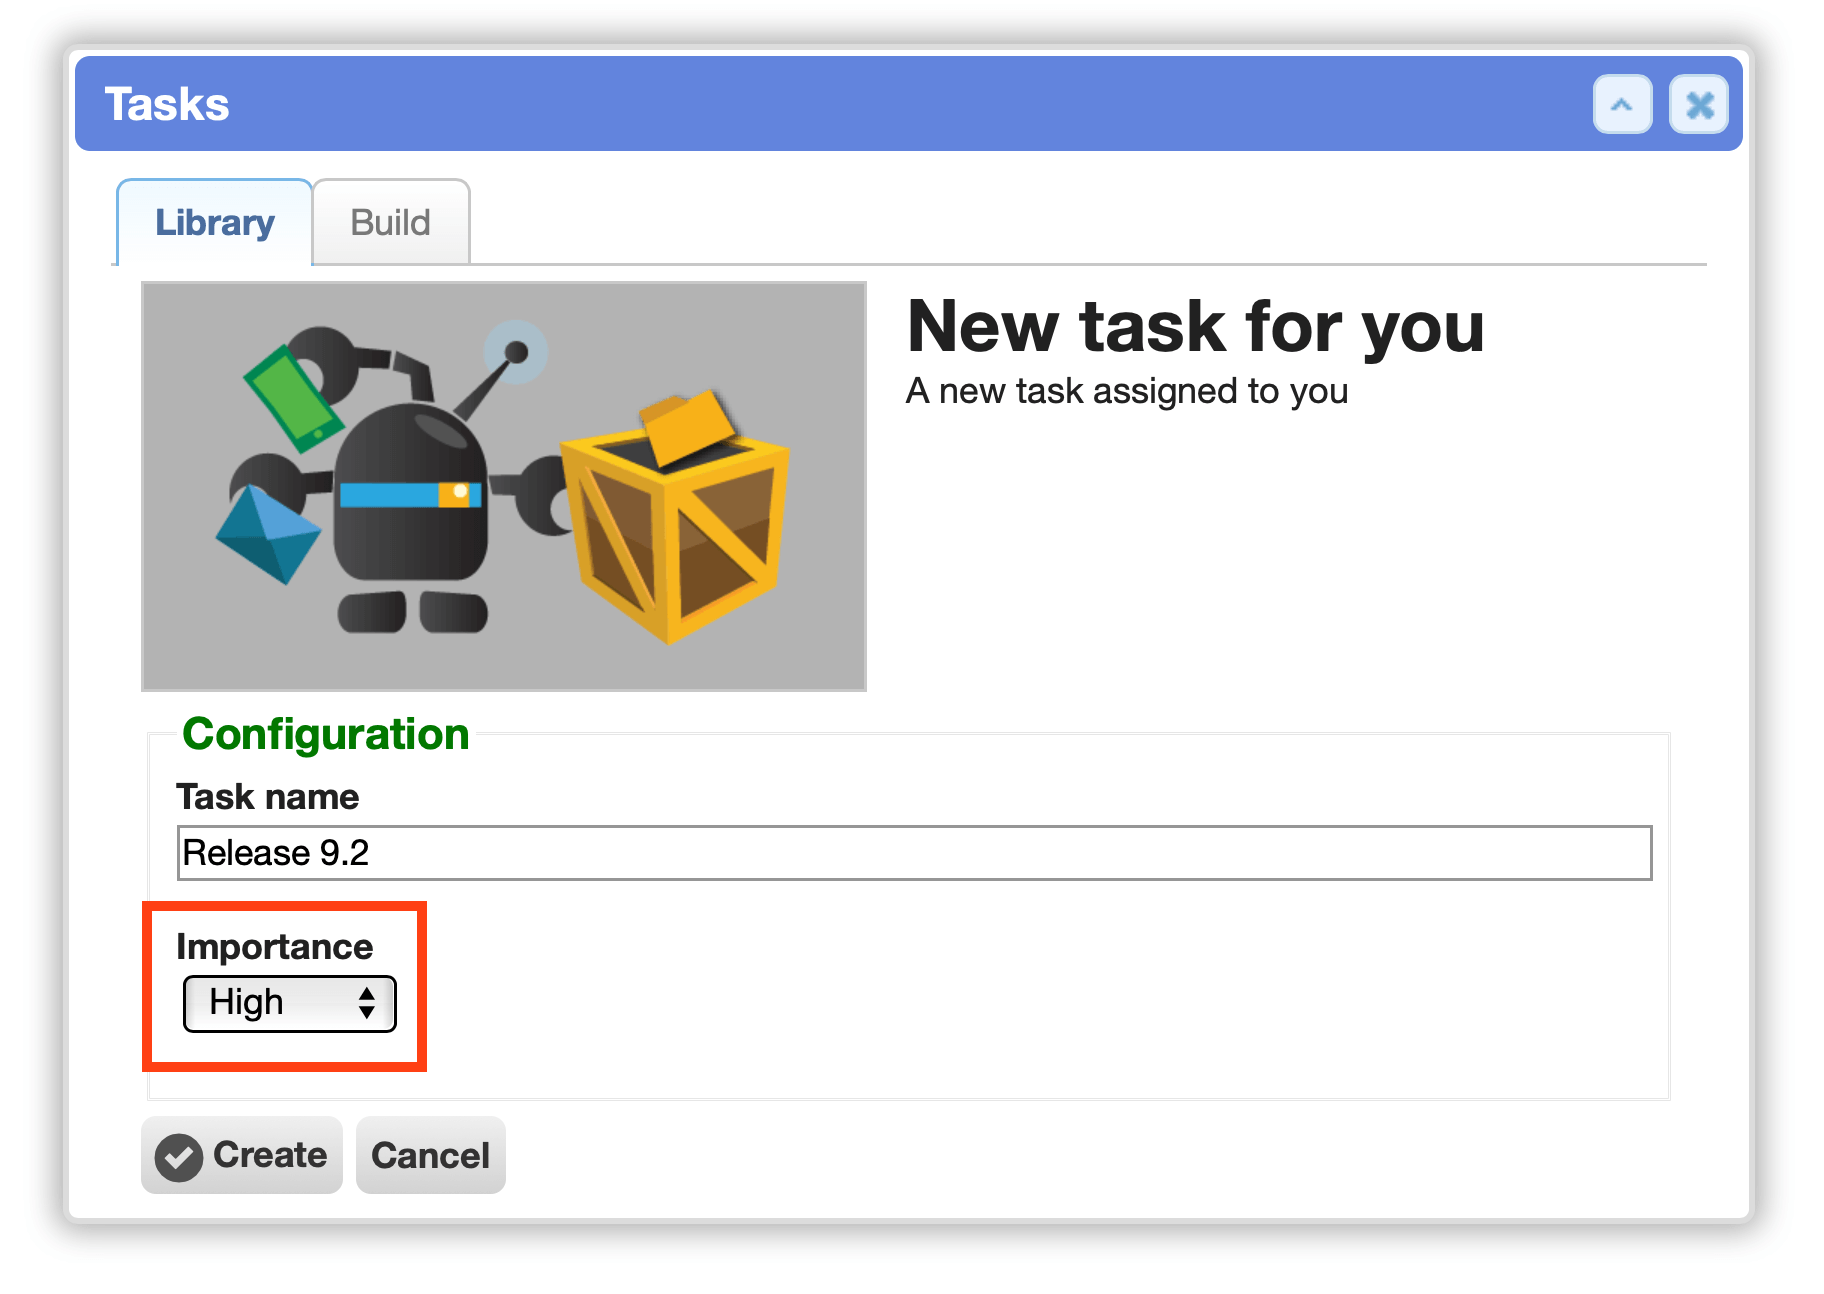 Tasks
Library
Build
New task for you
A new task assigned to you
Configuration
Task name
Release 9.2
Importance
High
Create
Cancel